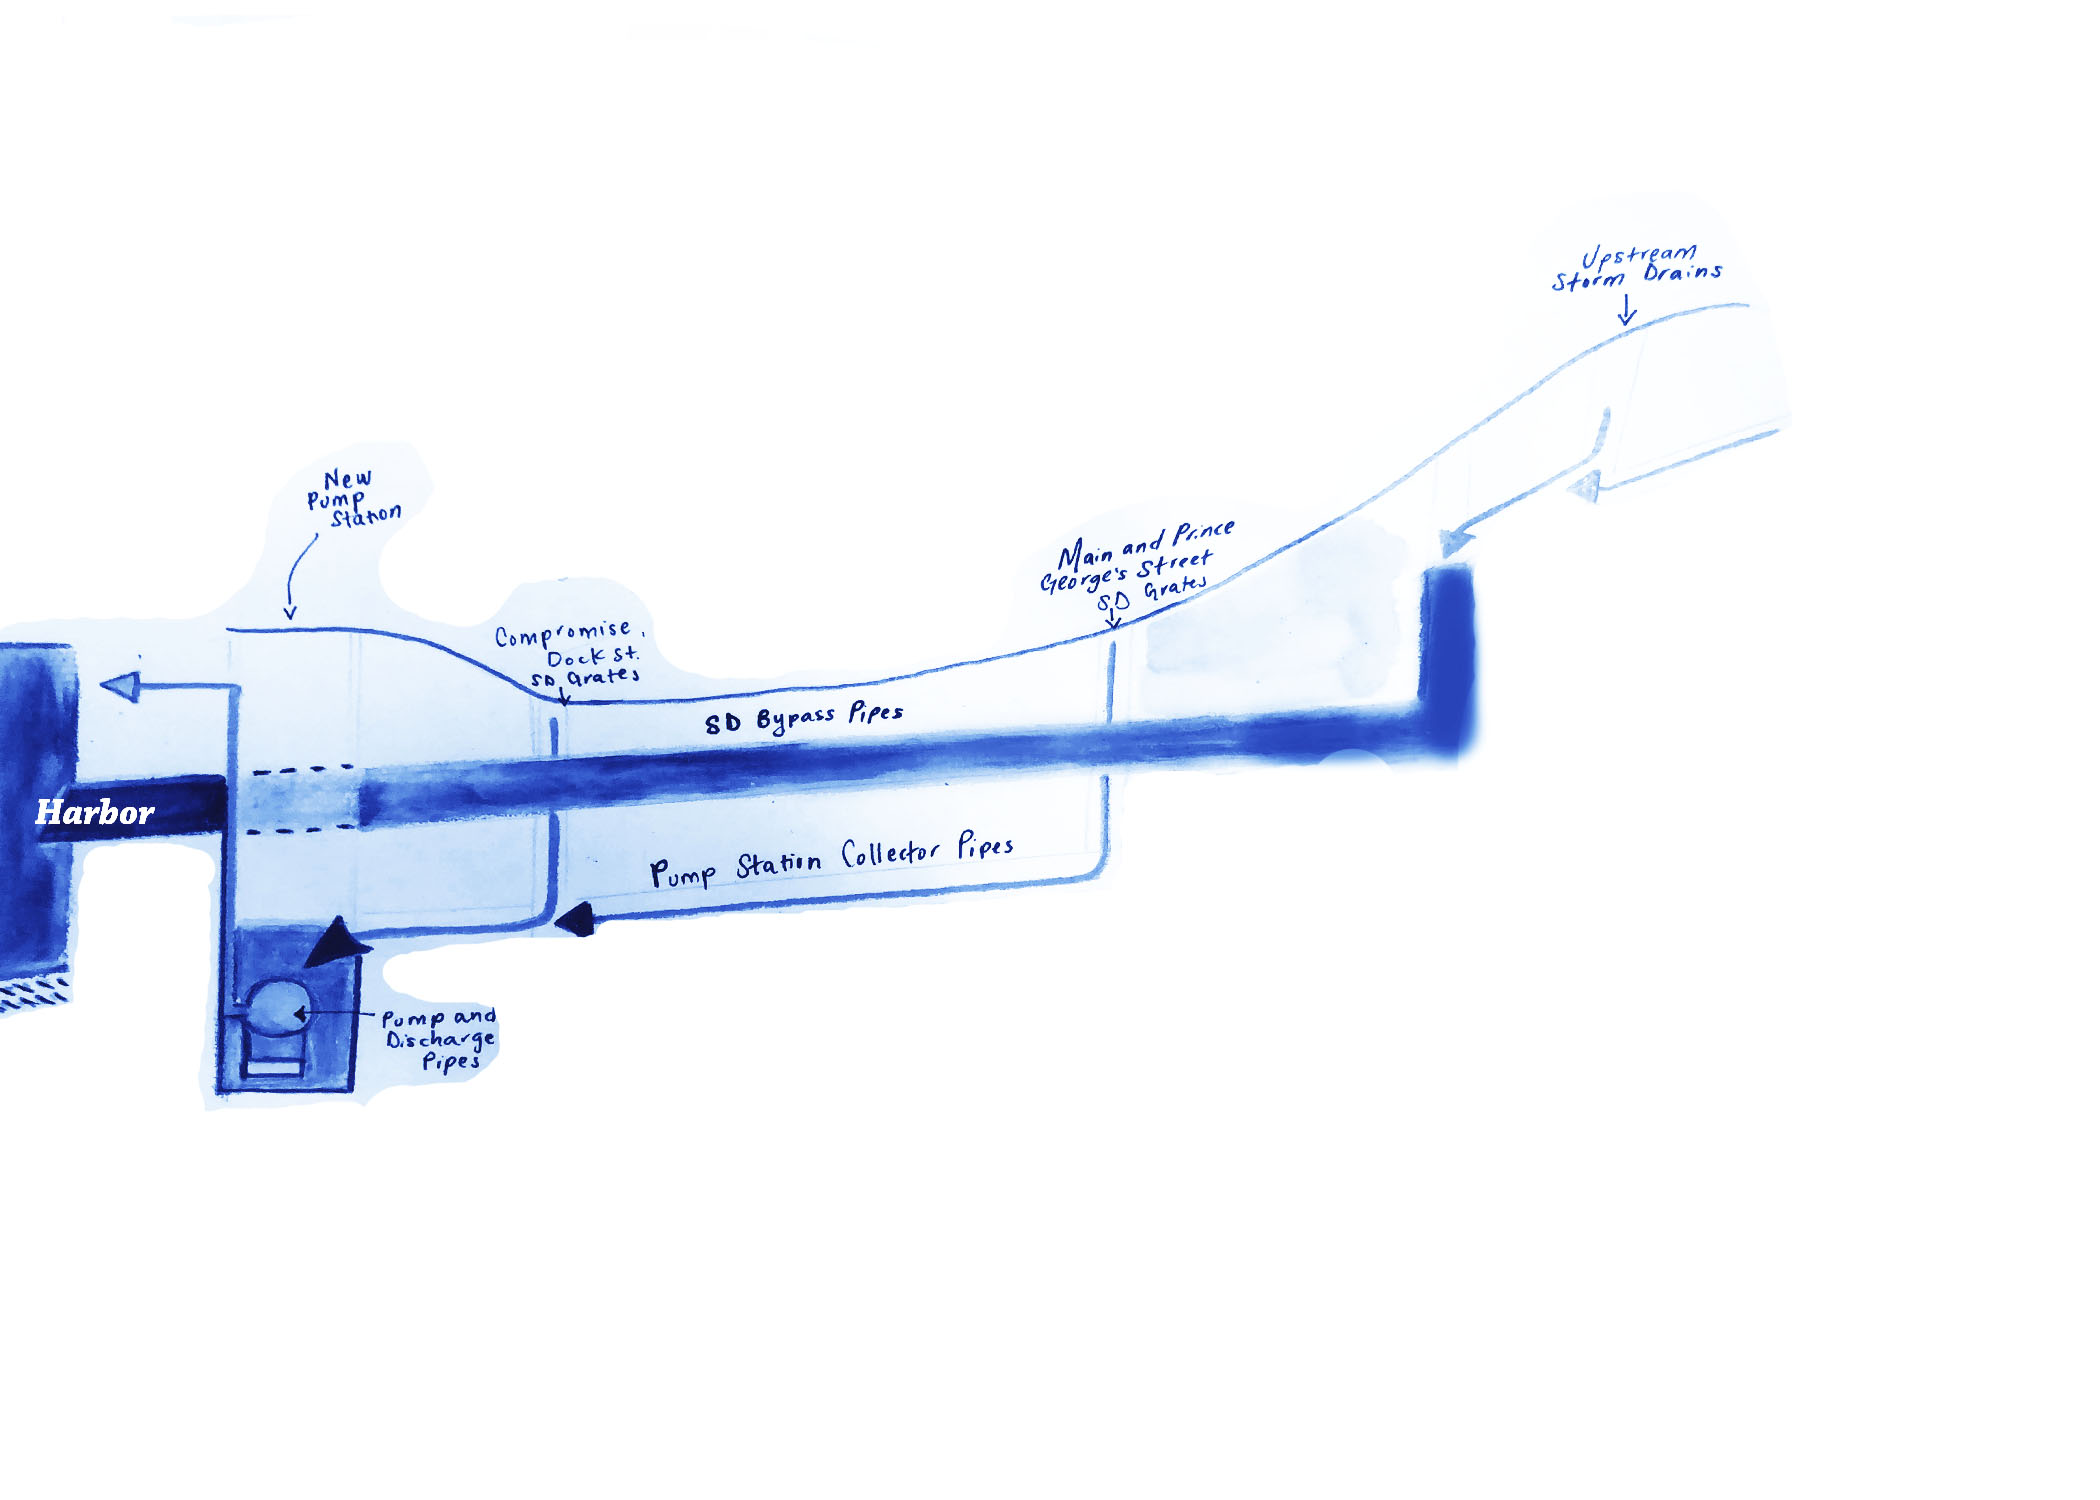 Upstream
Storm Drains
New
Pump
Station
Main and Prince
George's Street
SD Grates
Compromise,
Dock St.
SD Grates
SD Bypass Pipes
Harbor
Pump Station Collector Pipes
Pump and
Discharge
Pipes